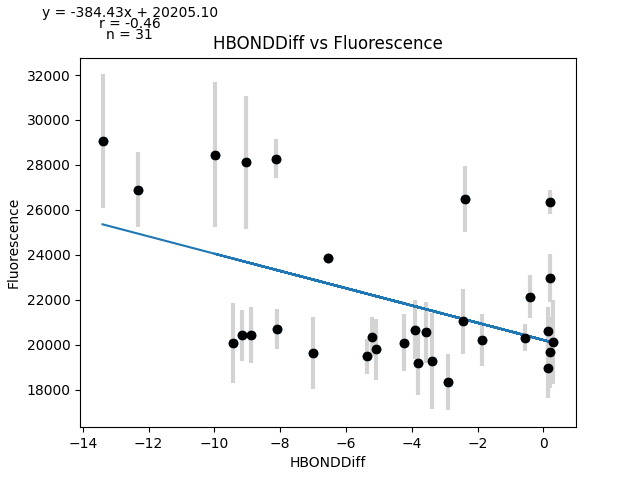 y = -384.43x + 20205.10
r = -0.46
n = 31
HBONDDiff vs Fluorescence
32000
30000
28000
26000
24000
22000
20000
18000
Fluorescence
−14 −12 −10 −8 −6 −4 −2 0
HBONDDiff